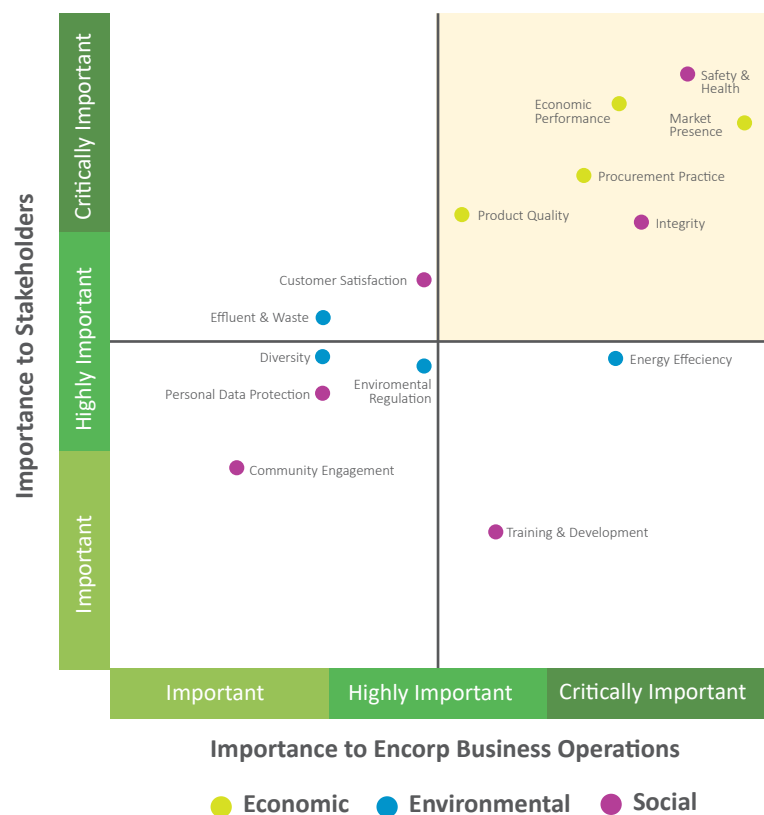 Importance to Stakeholders
Critically Important
Highly Important
Important
Safety &
Health
Economic
Performance
Market
Presence
Procurement Practice
Product Quality
Integrity
Customer Satisfaction
Effluent & Waste
Diversity
Energy Effeciency
Personal Data Protection
Enviromental
Regulation
Community Engagement
Training & Development
Important
Highly Important
Critically Important
Importance to Encorp Business Operations
Economic
Environmental
Social